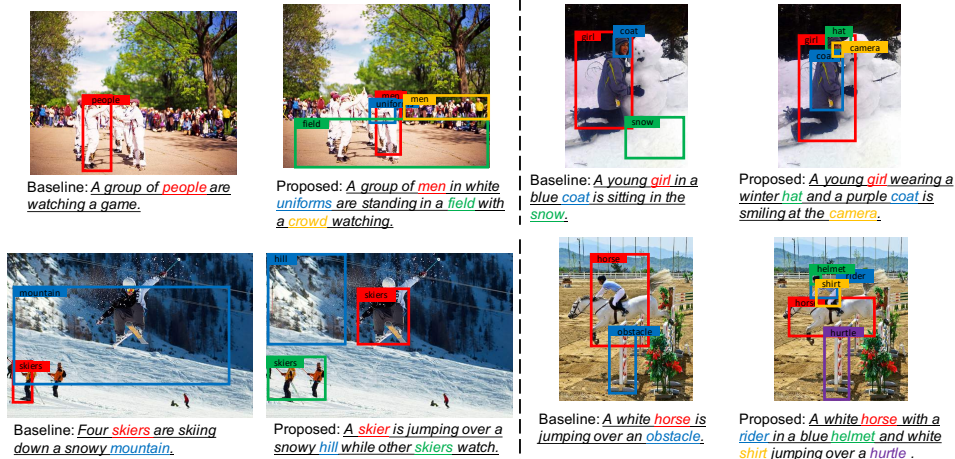 people
Baseline: A group of people are
watching a game.
men
uniform
men
field
Proposed: A group of men in white
uniforms are standing in a field with
a crowd watching.
girl
coat
snow
Baseline: A young girl in a
blue coat is sitting in the
snow.
hat
girl
camera
coat
Proposed: A young girl wearing a
winter hat and a purple coat is
smiling at the camera.
mountain
skiers
Baseline: Four skiers are skiing
down a snowy mountain.
hill
skiers
skiers
Proposed: A skier is jumping over a
snowy hill while other skiers watch.
horse
obstacle
Baseline: A white horse is
jumping over an obstacle.
helmet
rider
shirt
hors
hurtle
Proposed: A white horse with a
rider in a blue helmet and white
shirt jumping over a hurtle .